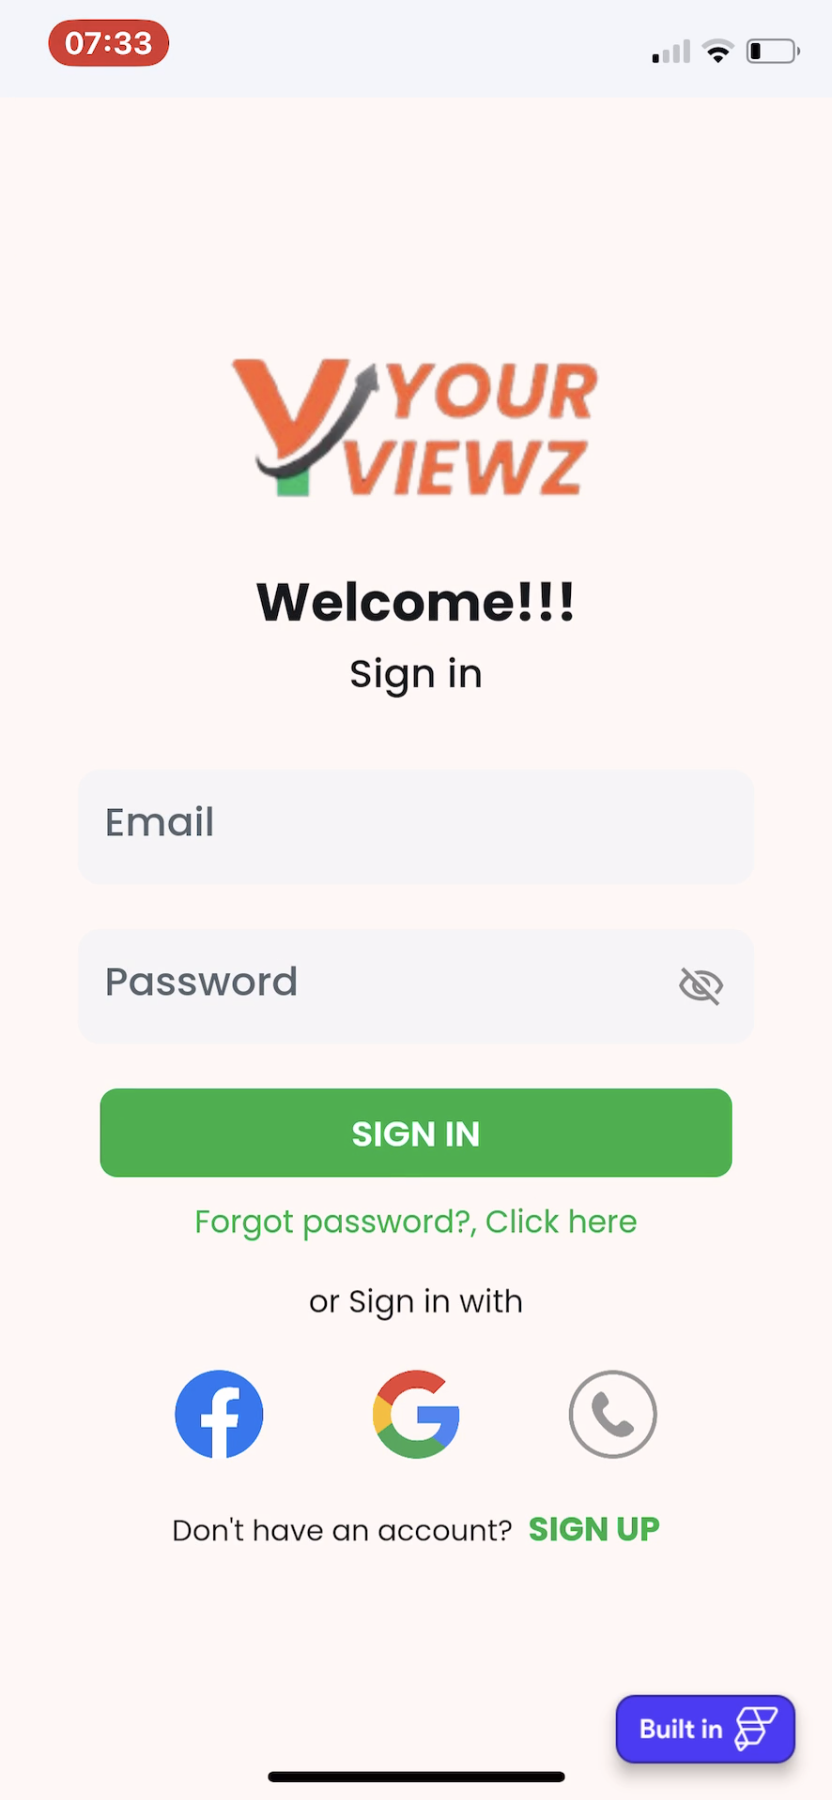 07:33
YOUR
VIEWZ
Welcome!!!
Sign in
Email
Password
SIGN IN
Forgot password?, Click here
or Sign in with
Don't have an account? SIGN UP
Built in